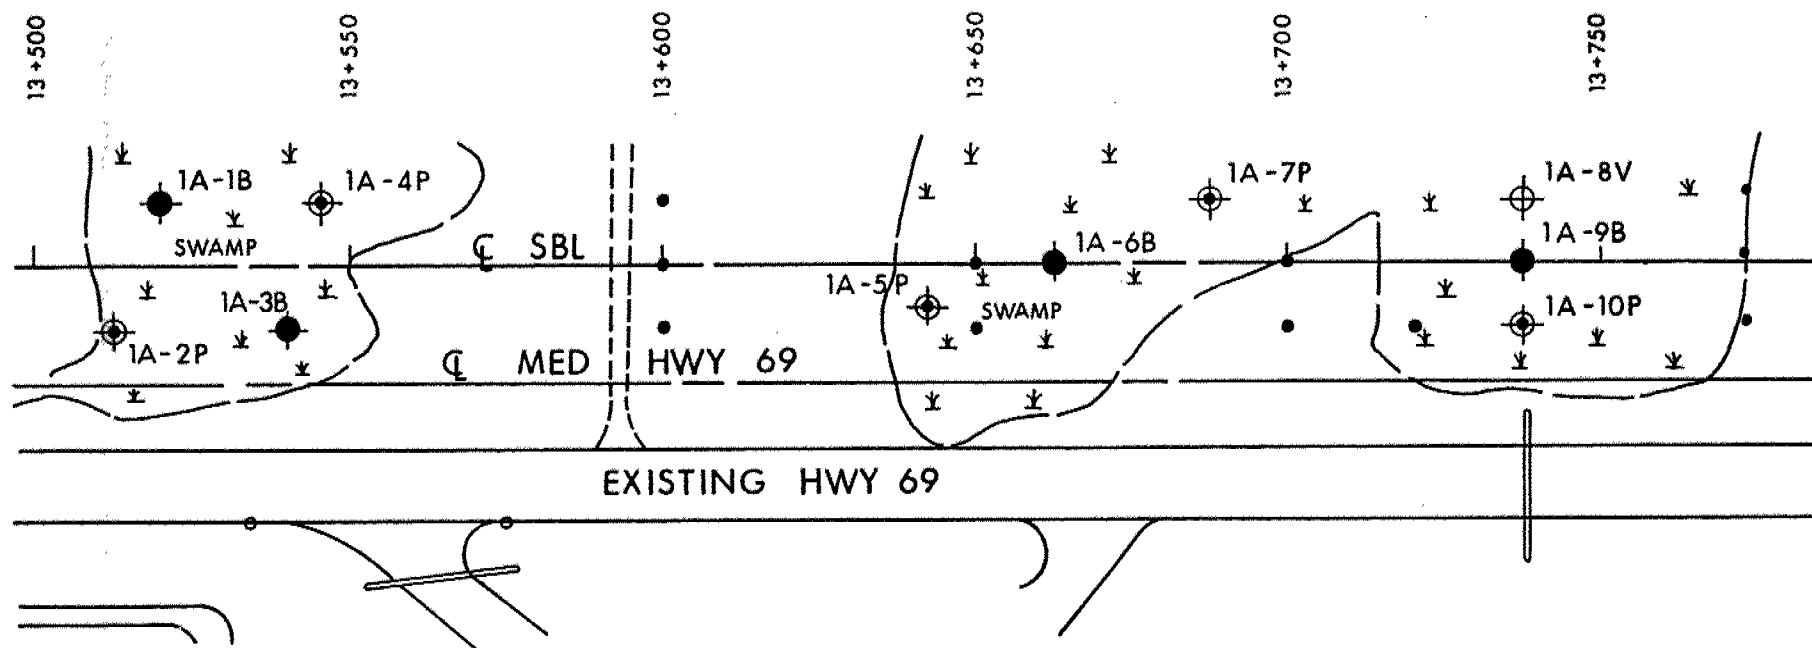 13+500
13+550
13+600
13+650
13+700
13+750
1A-1B
1A-4P
1A-7P
1A-8V
SWAMP
℄ SBL
1A-6B
1A-9B
1A-3B
1A-5P
SWAMP
1A-10P
1A-2P
℄ MED HWY 69
EXISTING HWY 69